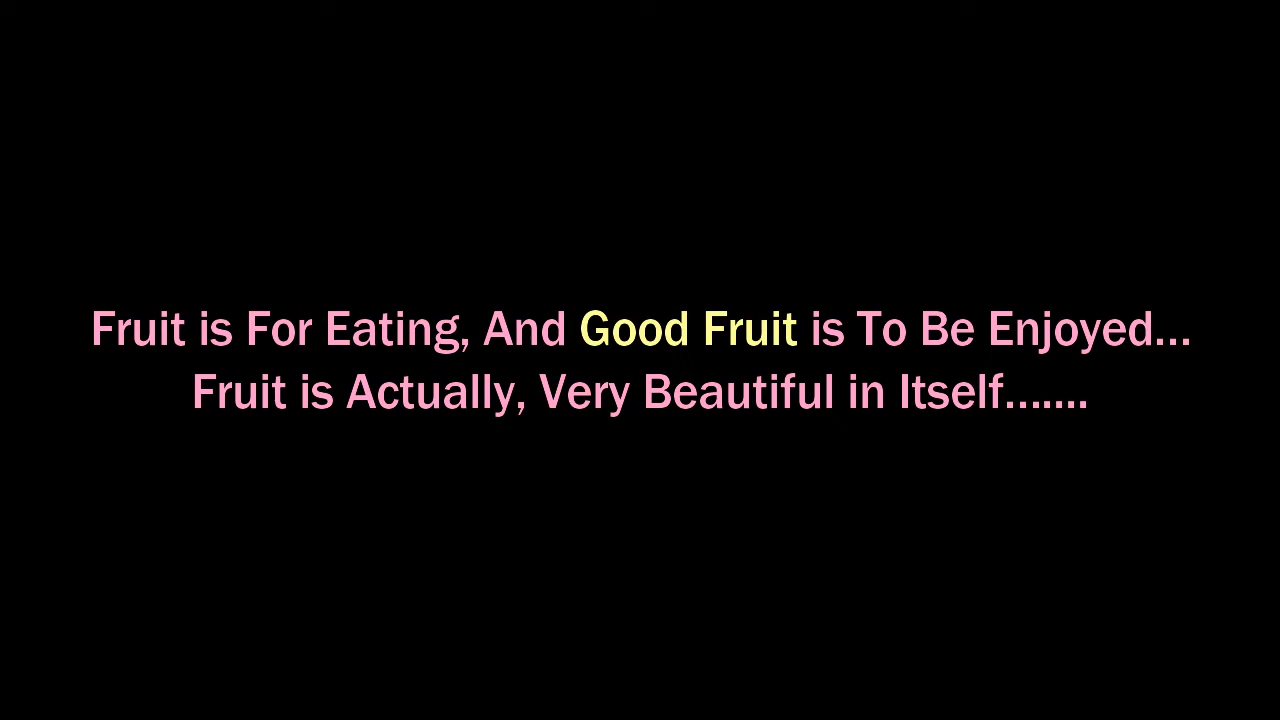 Fruit is For Eating, And Good Fruit is To Be Enjoyed...
Fruit is Actually, Very Beautiful in Itself.......